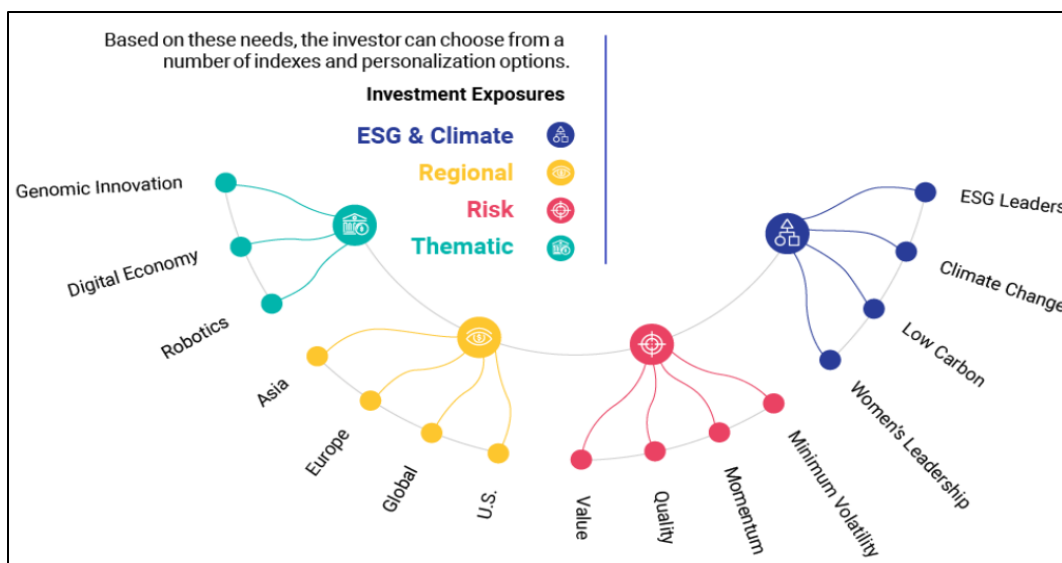 Based on these needs, the investor can choose from a
number of indexes and personalization options.
Investment Exposures
ESG & Climate
Regional
Risk
Thematic
Genomic Innovation
Digital Economy
Robotics
Asia
Europe
Global
U.S.
Value
Quality
Momentum
Minimum Volatility
Women's Leadership
Low Carbon
Climate Change
ESG Leaders